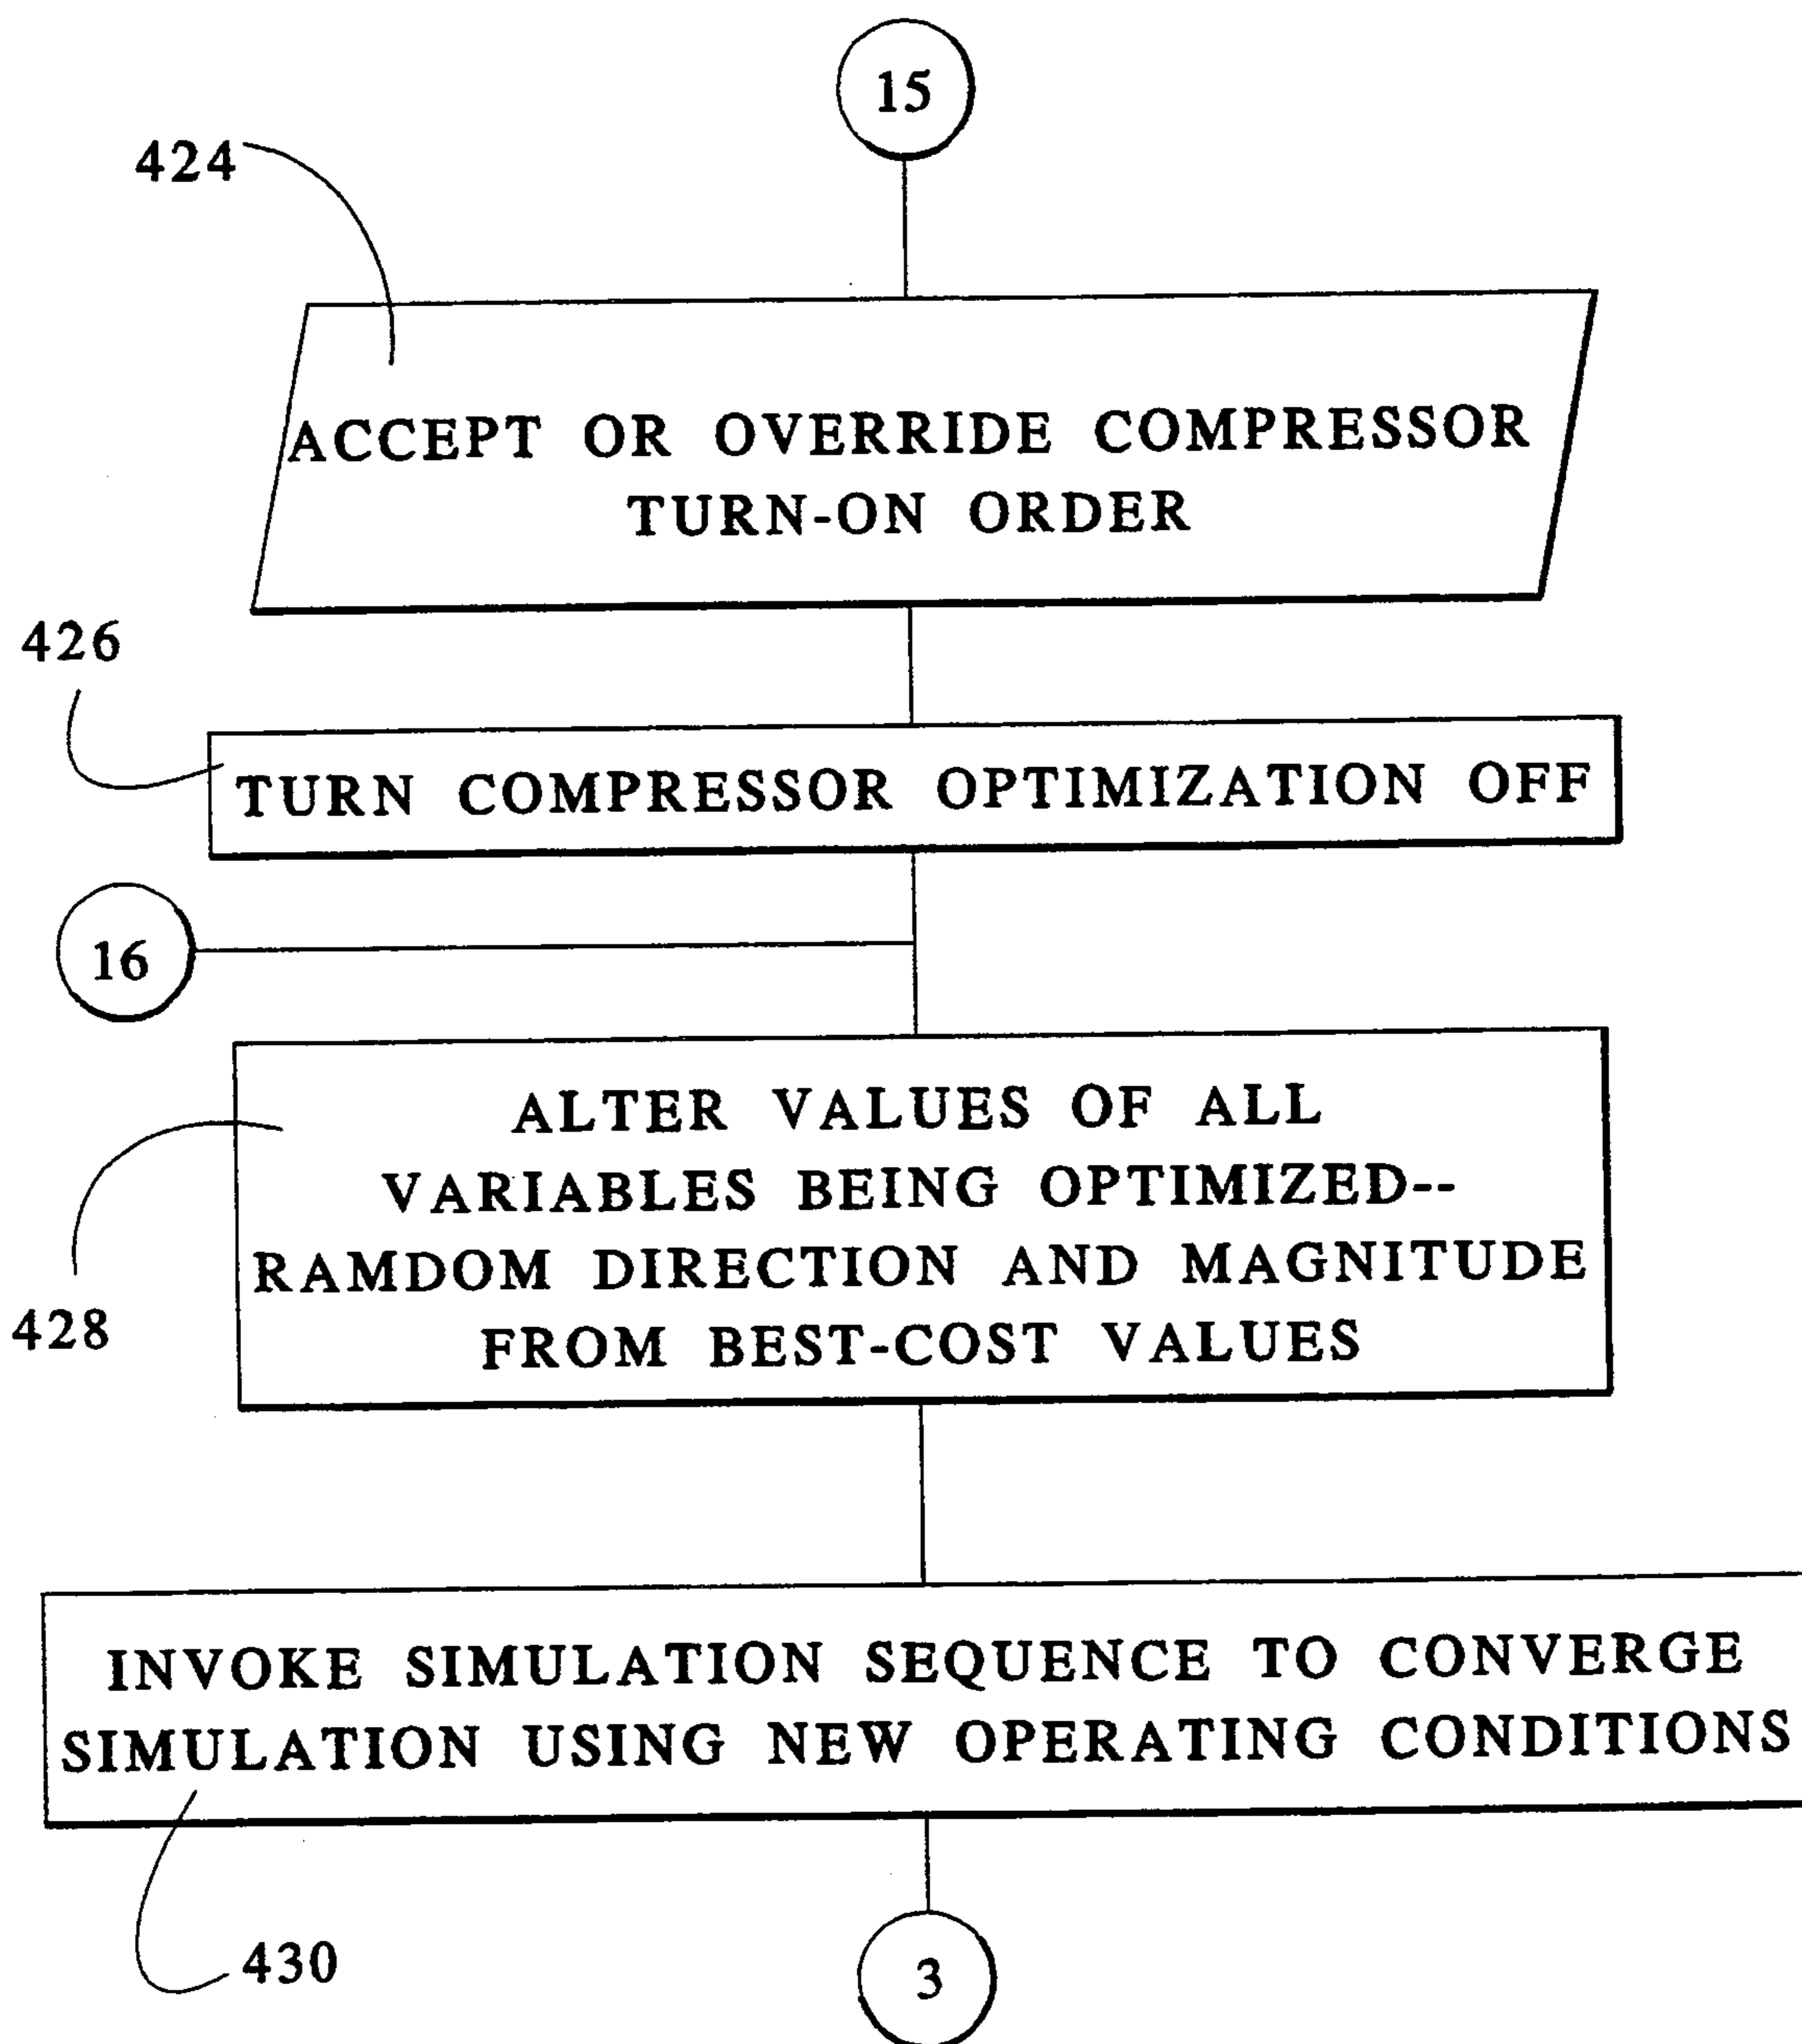 15
424
ACCEPT OR OVERRIDE COMPRESSOR
TURN-ON ORDER
426
TURN COMPRESSOR OPTIMIZATION OFF
16
ALTER VALUES OF ALL
VARIABLES BEING OPTIMIZED--
RAMDOM DIRECTION AND MAGNITUDE
FROM BEST-COST VALUES
428
INVOKE SIMULATION SEQUENCE TO CONVERGE
SIMULATION USING NEW OPERATING CONDITIONS
430
3